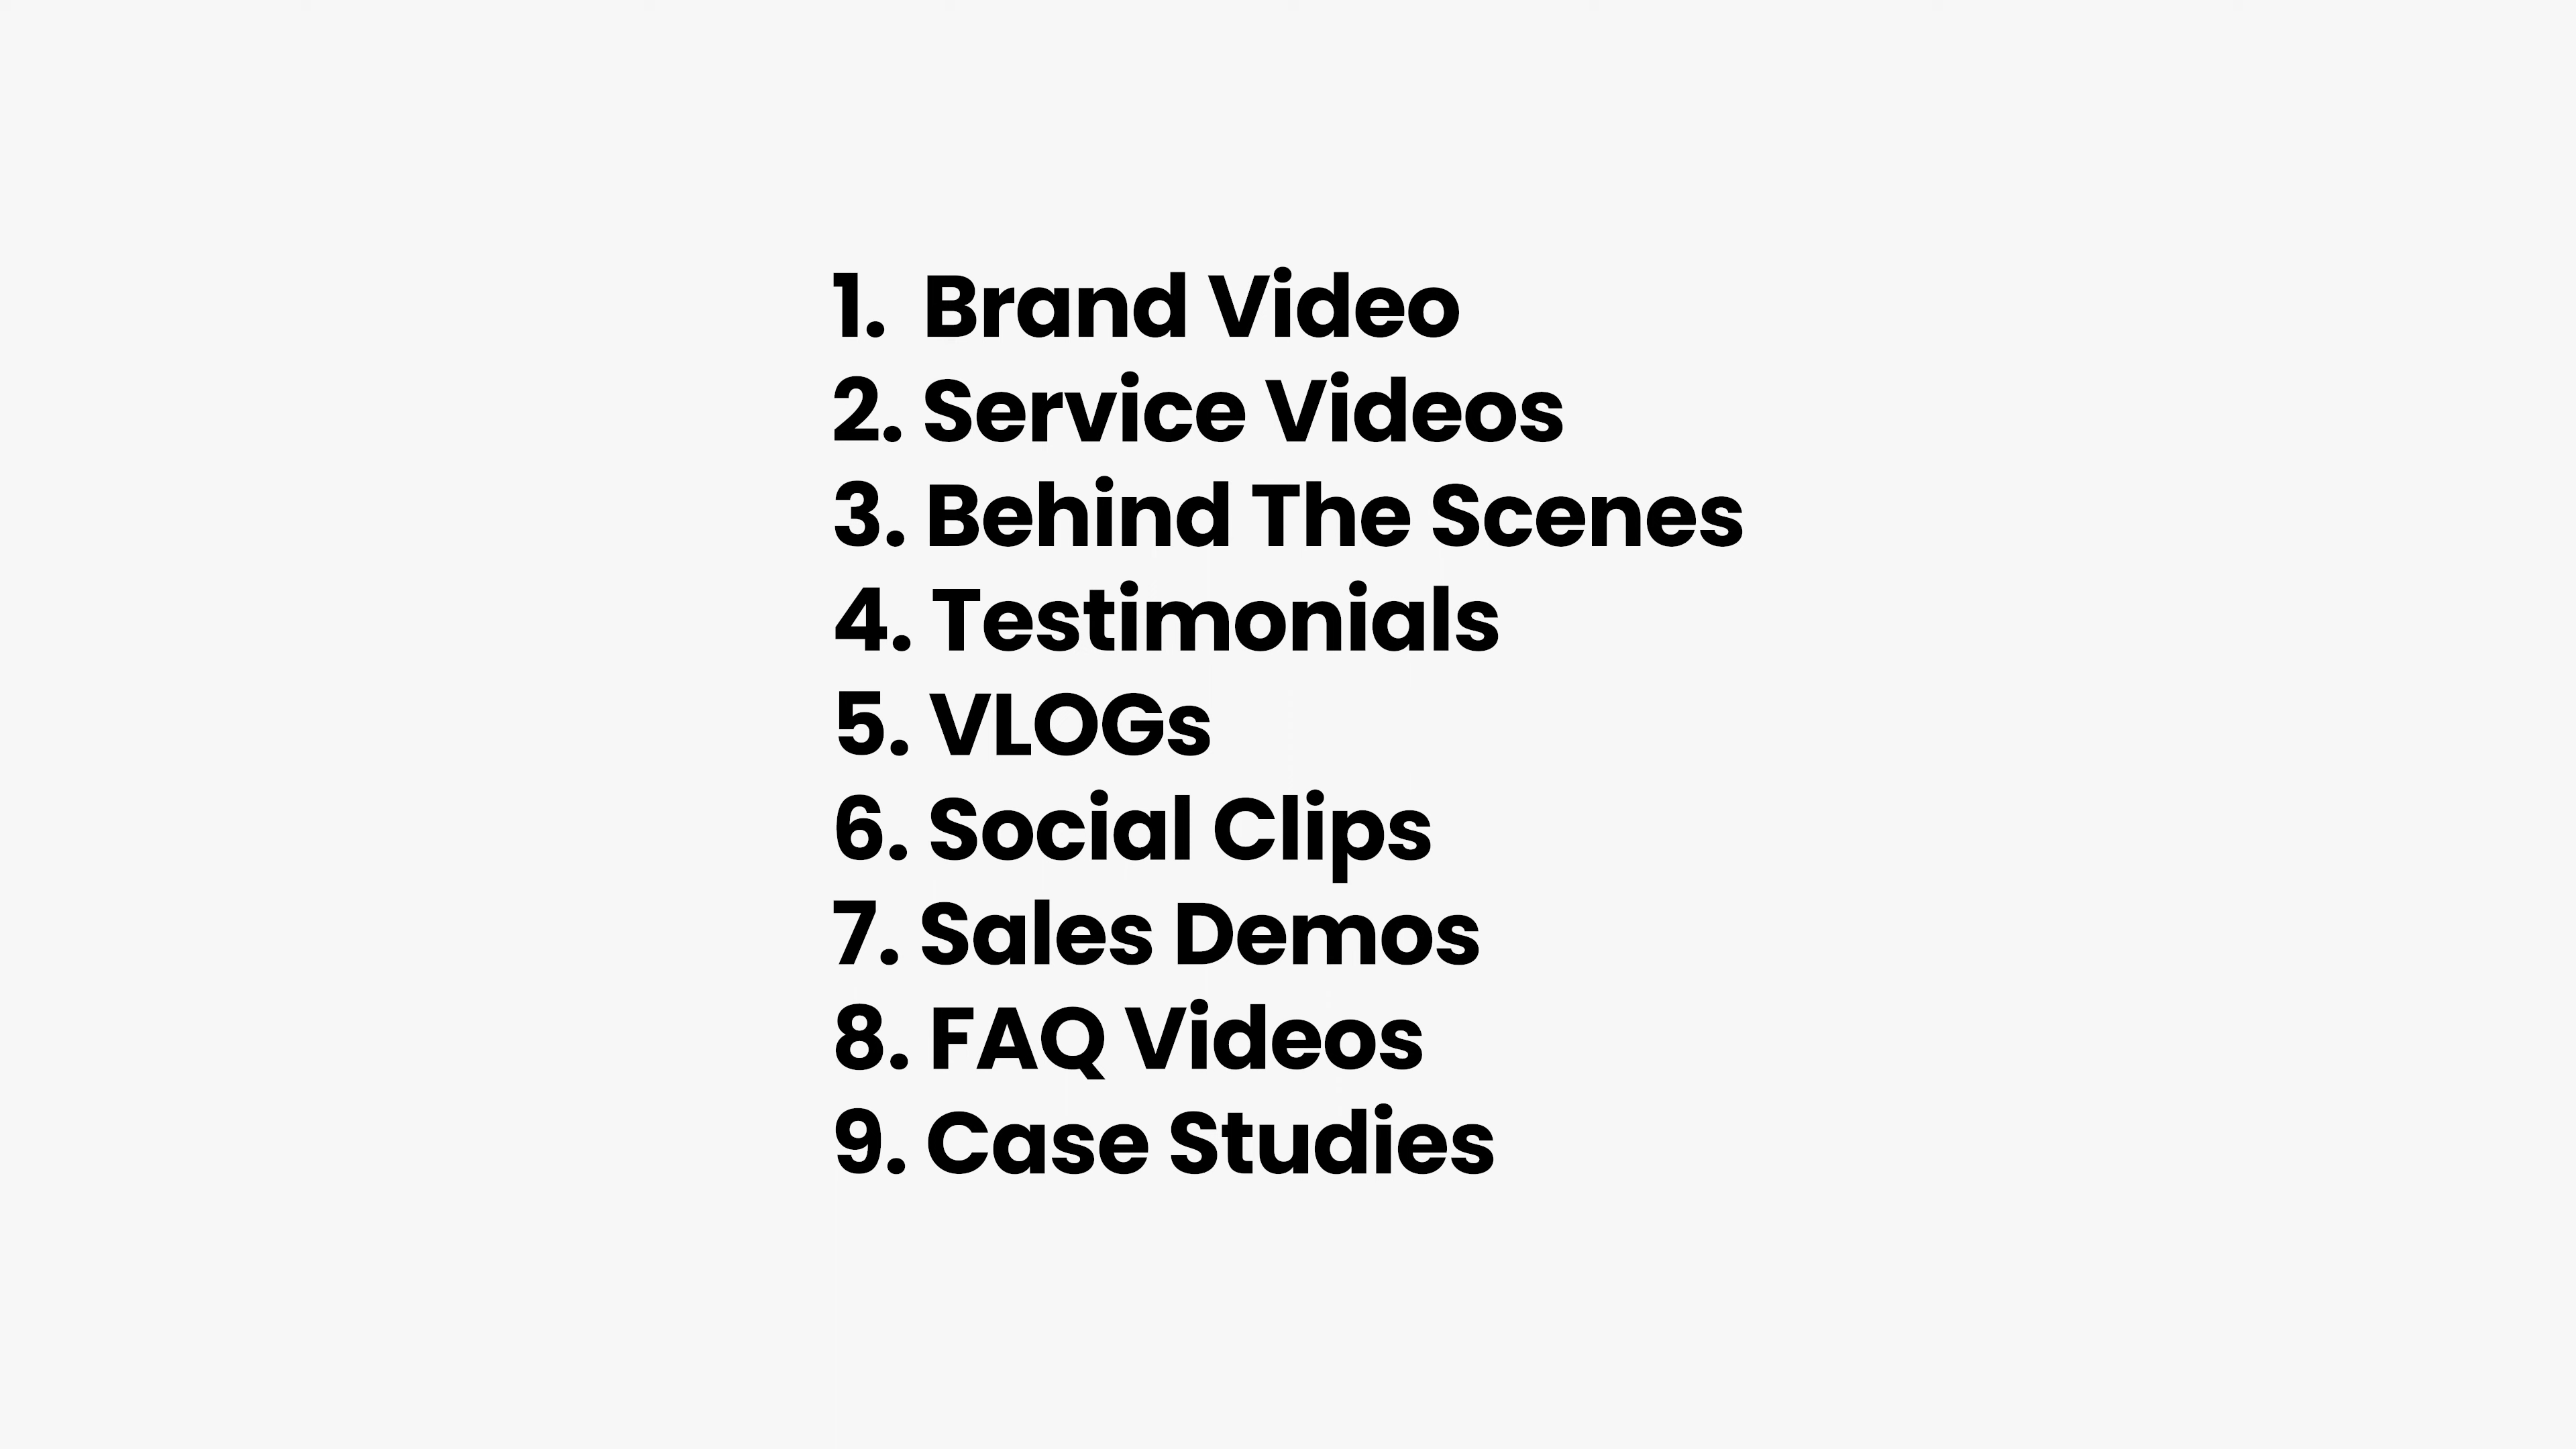 1. Brand Video
2. Service Videos
3. Behind The Scenes
4. Testimonials
5. VLOGs
6. Social Clips
7. Sales Demos
8. FAQ Videos
9. Case Studies